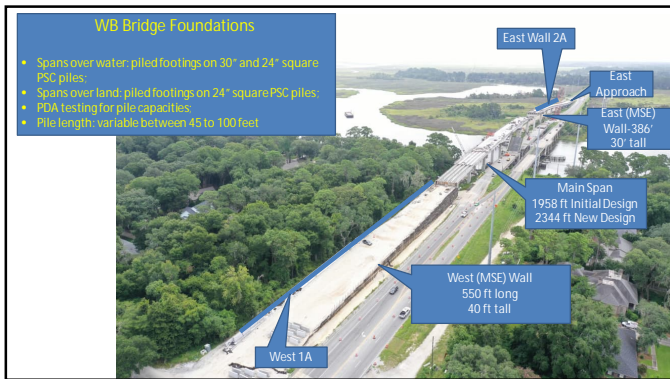 WB Bridge Foundations
• Spans over water: piled footings on 30” and 24” square
PSC piles;
• Spans over land: piled footings on 24” square PSC piles;
• PDA testing for pile capacities;
• Pile length: variable between 45 to 100 feet
East Wall 2A
East
Approach
East (MSE)
Wall-386’
30’ tall
Main Span
1958 ft Initial Design
2344 ft New Design
West (MSE) Wall
550 ft long
40 ft tall
West 1A